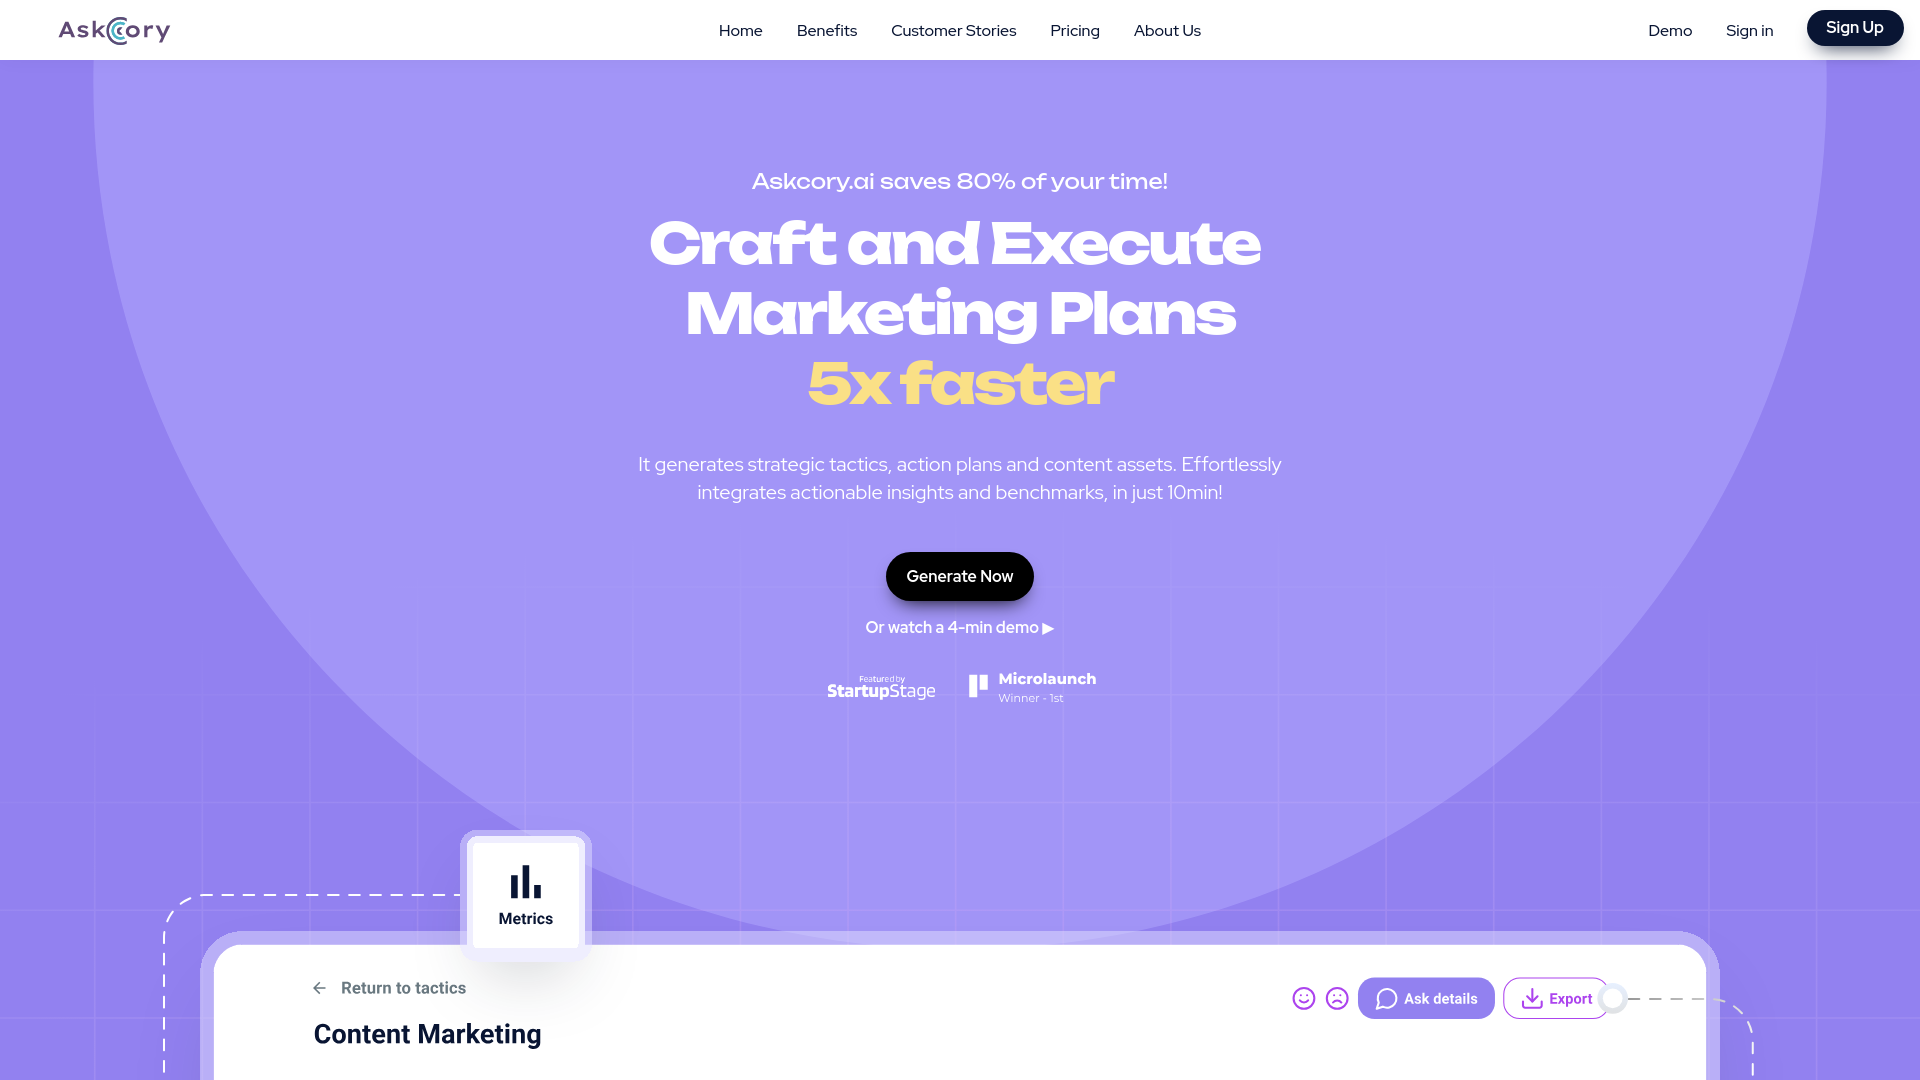 AskCory
Home
Benefits
Customer Stories
Pricing
About Us
Demo
Sign in
Sign Up
Askcory.ai saves 80% of your time!
Craft and Execute
Marketing Plans
5x faster
It generates strategic tactics, action plans and content assets. Effortlessly
integrates actionable insights and benchmarks, in just 10min!
Generate Now
Or watch a 4-min demo ▶
Featured by
StartupStage
Microlaunch
Winner - 1st
Metrics
Return to tactics
Ask details
Export
Content Marketing